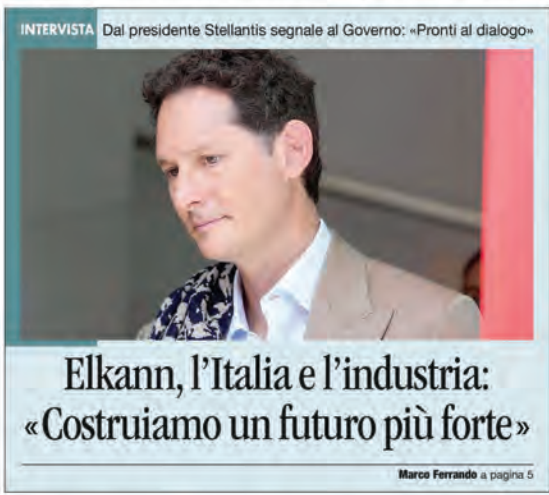 INTERVISTA Dal presidente Stellantis segnale al Governo: «Pronti al dialogo»
Elkann, l'Italia e l'industria:
«Costruiamo un futuro più forte»
Marco Ferrando a pagina 5